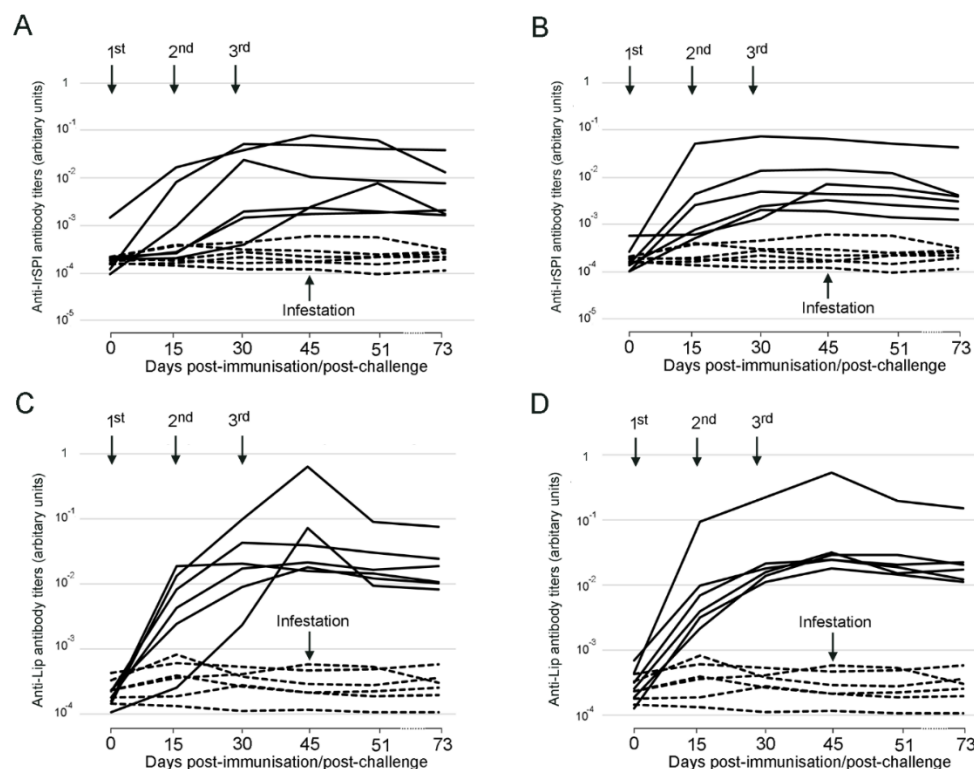 A
1st 2nd 3rd
Anti-IrSPI antibody titers (arbitary units)
1
10-1
10-2
10-3
10-4
10-5
Infestation
0 15 30 45 51 73
Days post-immunisation/post-challenge
B
1st 2nd 3rd
Anti-IrSPI antibody titers (arbitary units)
1
10-1
10-2
10-3
10-4
10-5
Infestation
0 15 30 45 51 73
Days post-immunisation/post-challenge
C
1st 2nd 3rd
Anti-Lip antibody titers (arbitary units)
1
10-1
10-2
10-3
10-4
Infestation
0 15 30 45 51 73
Days post-immunisation/post-challenge
D
1st 2nd 3rd
Anti-Lip antibody titers (arbitary units)
1
10-1
10-2
10-3
10-4
Infestation
0 15 30 45 51 73
Days post-immunisation/post-challenge